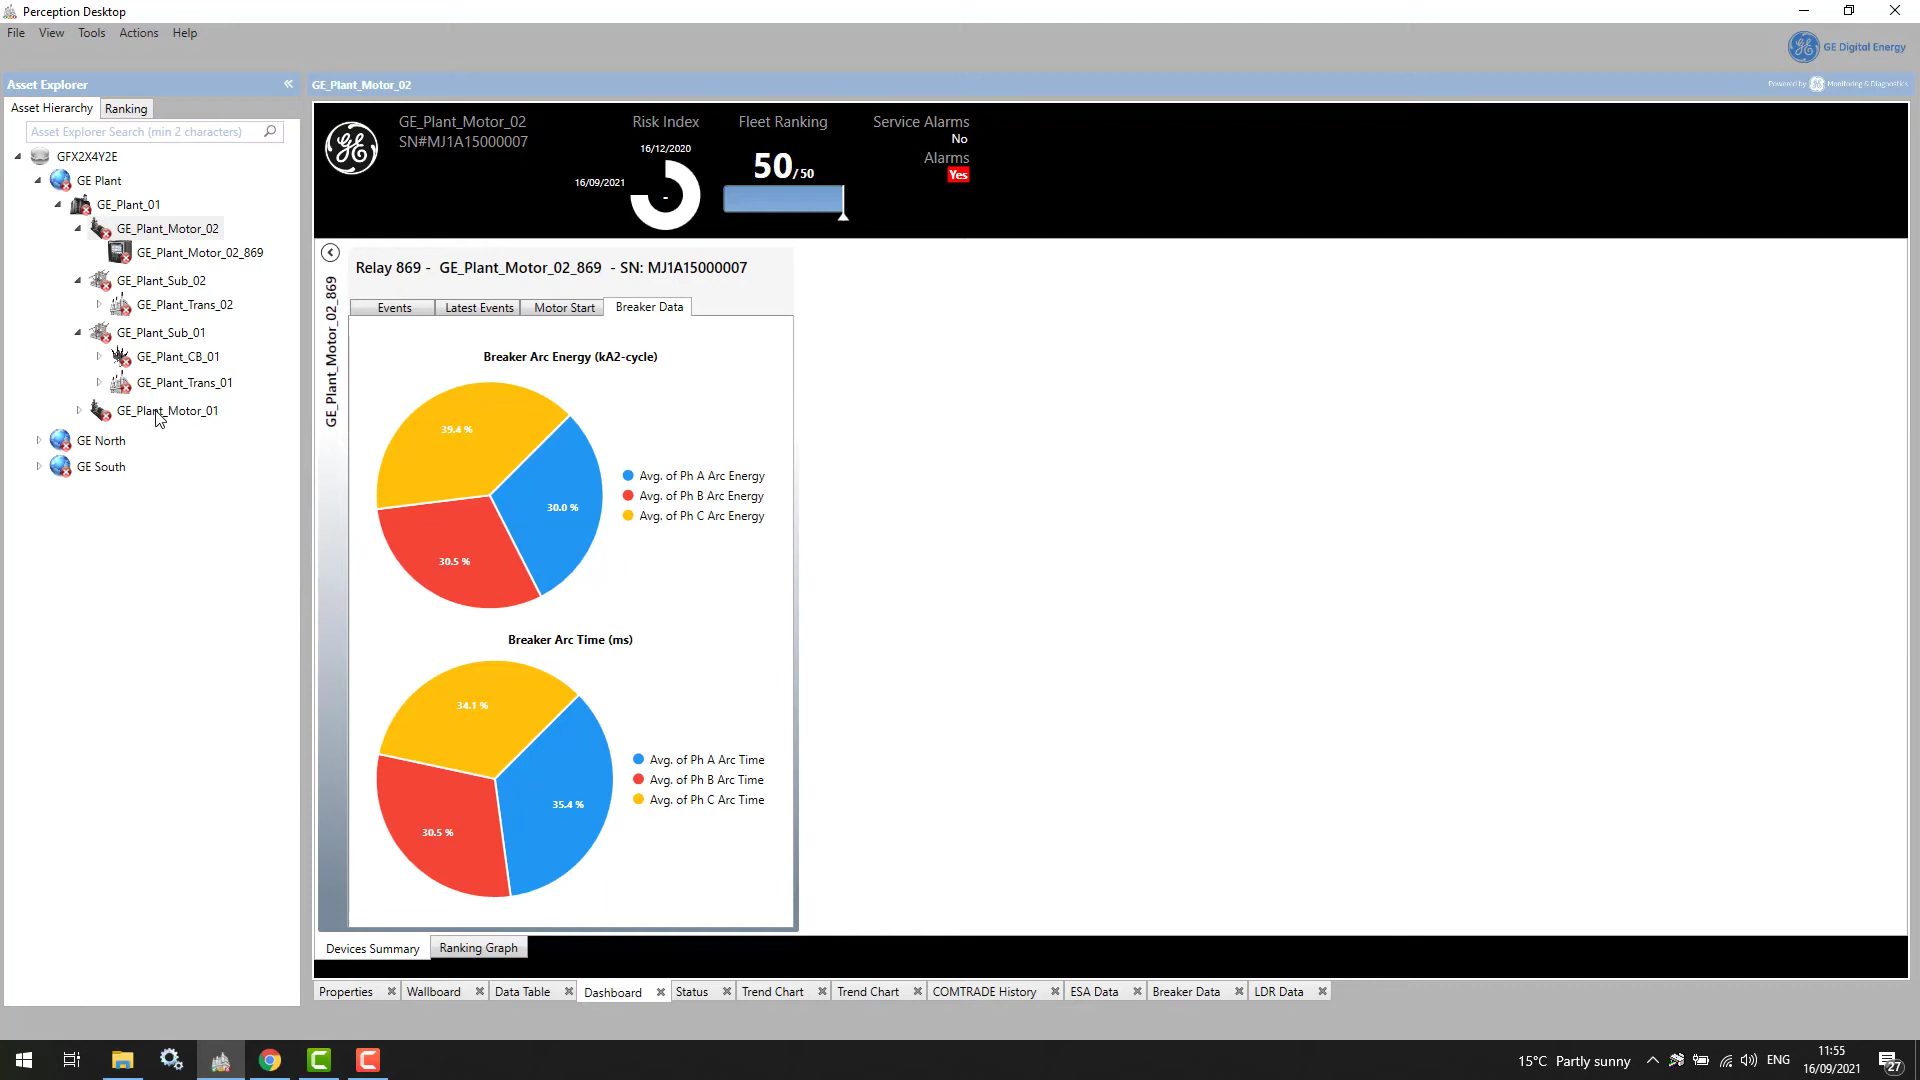 Perception Desktop
File View Tools Actions Help
GE Digital Energy
Asset Explorer
GE_Plant_Motor_02
Powered by Monitoring & Diagnostics
Asset Hierarchy Ranking
Asset Explorer Search (min 2 characters)
GFX2X4Y2E
GE Plant
GE_Plant_01
GE_Plant_Motor_02
GE_Plant_Motor_02_869
GE_Plant_Sub_02
GE_Plant_Trans_02
GE_Plant_Sub_01
GE_Plant_CB_01
GE_Plant_Trans_01
GE_Plant_Motor_01
GE North
GE South
GE_Plant_Motor_02
SN#MJ1A15000007
Risk Index
16/12/2020
16/09/2021
-
Fleet Ranking
50/50
Service Alarms
No
Alarms
Yes
GE_Plant_Motor_02_869
Relay 869 - GE_Plant_Motor_02_869 - SN: MJ1A15000007
Events Latest Events Motor Start Breaker Data
Breaker Arc Energy (kA2-cycle)
39.4 %
30.0 %
30.5 %
Avg. of Ph A Arc Energy
Avg. of Ph B Arc Energy
Avg. of Ph C Arc Energy
Breaker Arc Time (ms)
34.1 %
35.4 %
30.5 %
Avg. of Ph A Arc Time
Avg. of Ph B Arc Time
Avg. of Ph C Arc Time
Devices Summary Ranking Graph
Properties Wallboard Data Table Dashboard Status Trend Chart Trend Chart COMTRADE History ESA Data Breaker Data LDR Data
15°C Partly sunny
ENG
11:55
16/09/2021
27